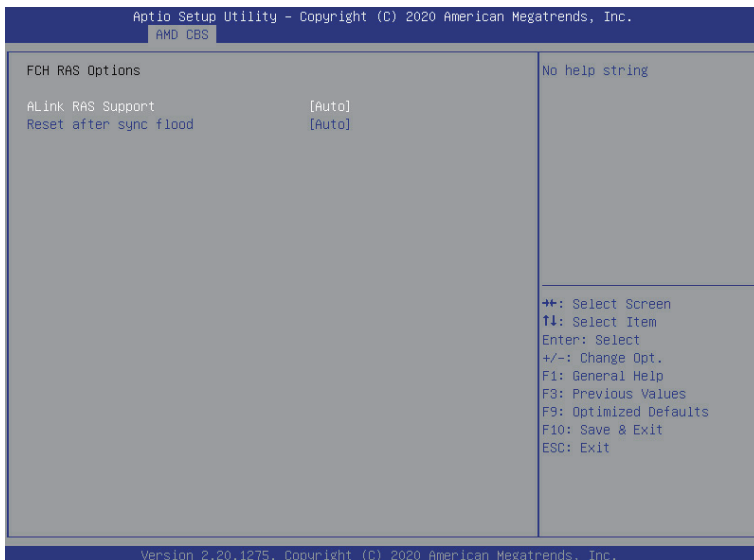 Aptio Setup Utility – Copyright (C) 2020 American Megatrends, Inc.
AMD CBS
FCH RAS Options
ALink RAS Support [Auto]
Reset after sync flood [Auto]
No help string
→←: Select Screen
↑↓: Select Item
Enter: Select
+/-: Change Opt.
F1: General Help
F3: Previous Values
F9: Optimized Defaults
F10: Save & Exit
ESC: Exit
Version 2.20.1275. Copyright (C) 2020 American Megatrends, Inc.